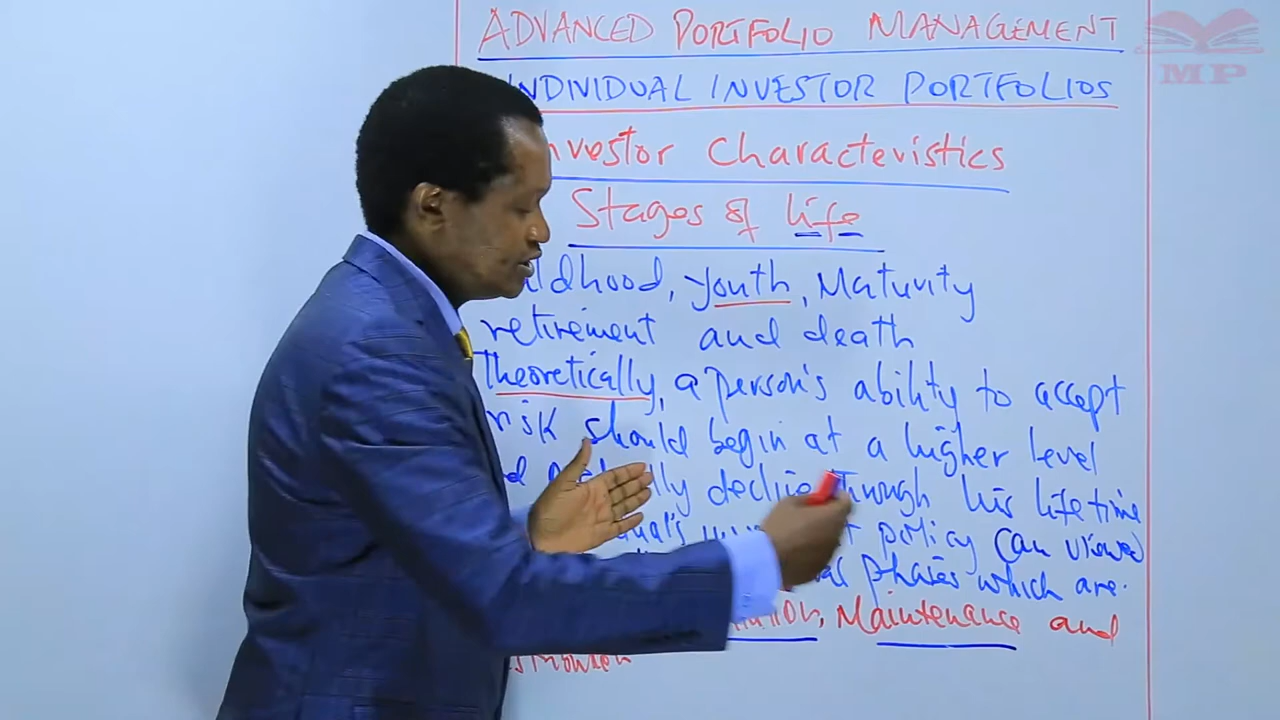 ADVANCED PORTFOLIO MANAGEMENT
MP
INDIVIDUAL INVESTOR PORTFOLIOS
nvestor Characteristics
Stages of life
ldhood, Youth, Maturity
retirement and death
Theoretically, a person's ability to accept
risk should begin at a higher level
decline through his lifetime
policy can viewed
phases which are.
Maintenance and